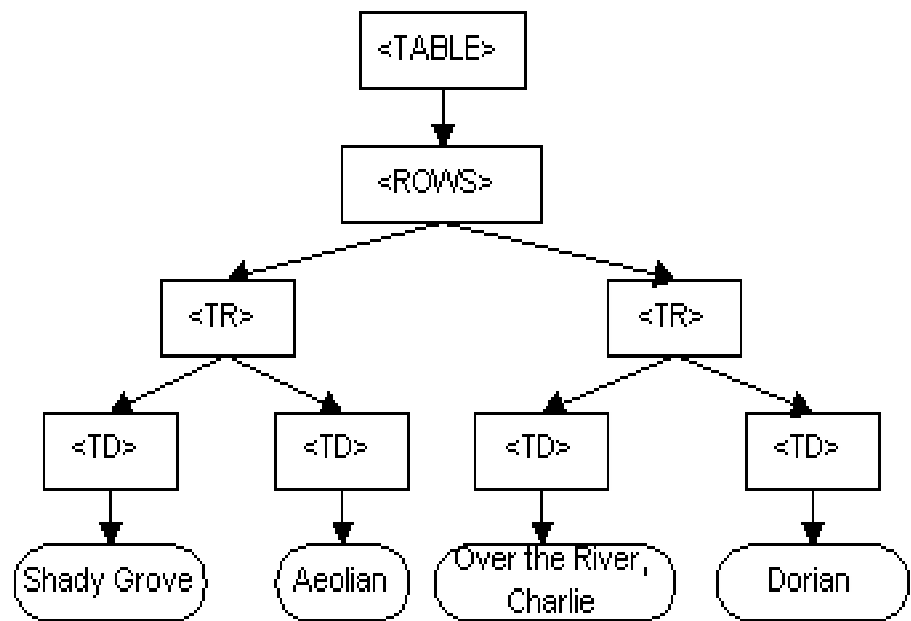 <TABLE>
<ROWS>
<TR>
<TR>
<TD>
<TD>
<TD>
<TD>
Shady Grove
Aeolian
Over the River,
Charlie
Dorian